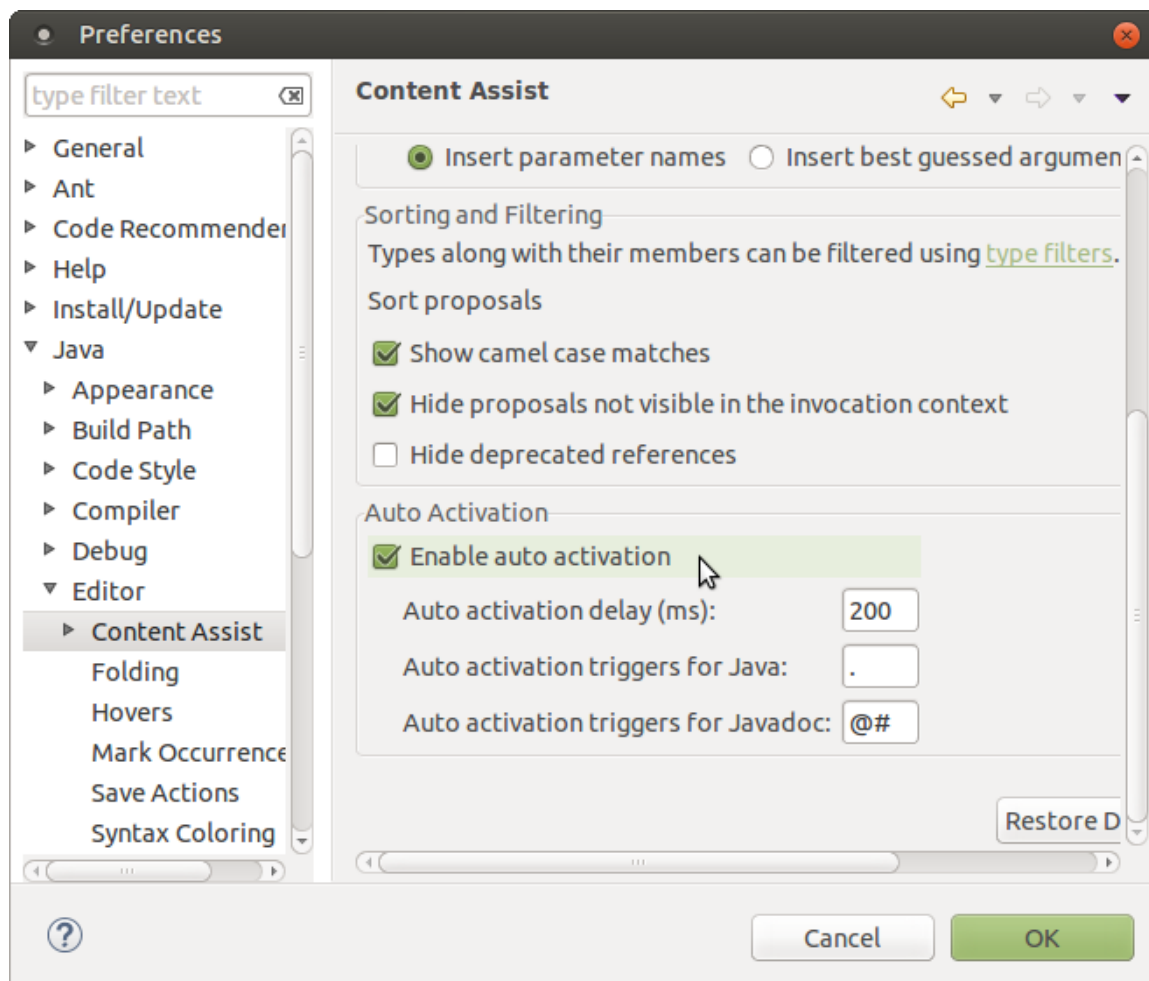 Preferences
type filter text
General
Ant
Code Recommender
Help
Install/Update
Java
Appearance
Build Path
Code Style
Compiler
Debug
Editor
Content Assist
Folding
Hovers
Mark Occurrence
Save Actions
Syntax Coloring
Content Assist
Insert parameter names
Insert best guessed argumen
Sorting and Filtering
Types along with their members can be filtered using type filters.
Sort proposals
Show camel case matches
Hide proposals not visible in the invocation context
Hide deprecated references
Auto Activation
Enable auto activation
Auto activation delay (ms): 200
Auto activation triggers for Java: .
Auto activation triggers for Javadoc: @#
Restore D
?
Cancel
OK